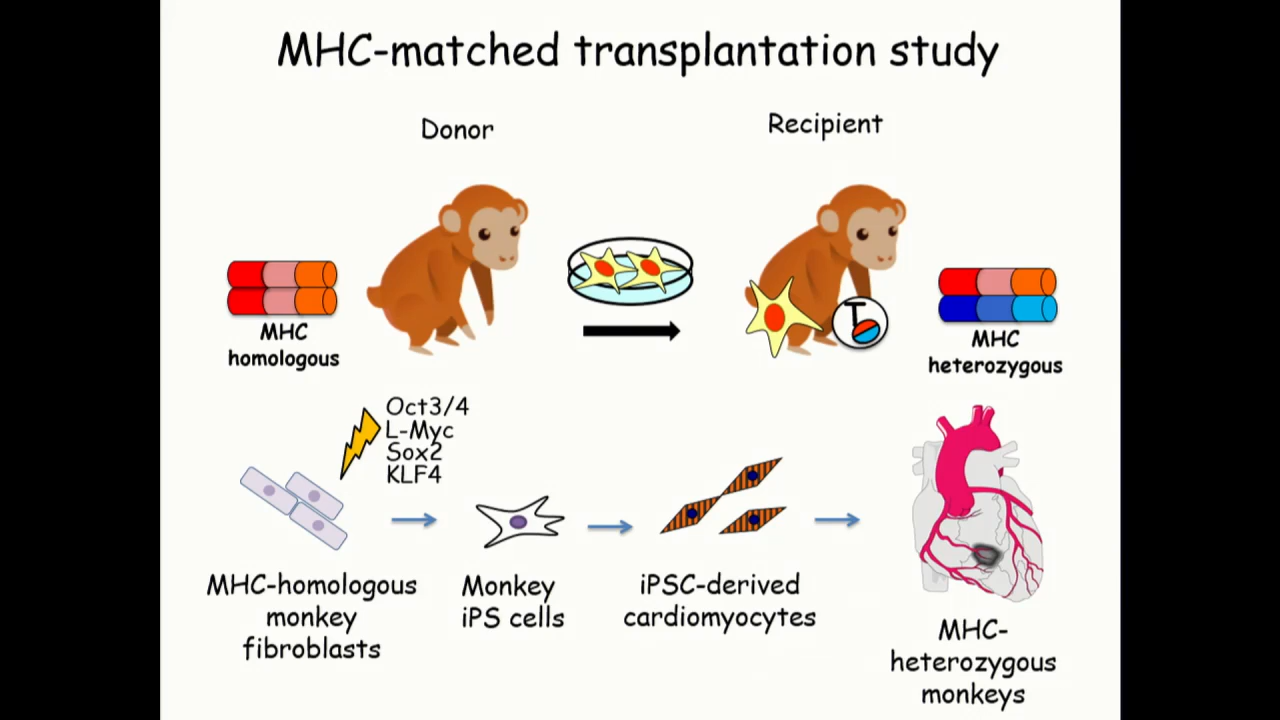 MHC-matched transplantation study
Donor
Recipient
MHC
homologous
T
MHC
heterozygous
Oct3/4
L-Myc
Sox2
KLF4
MHC-homologous
monkey
fibroblasts
Monkey
iPS cells
iPSC-derived
cardiomyocytes
MHC-
heterozygous
monkeys